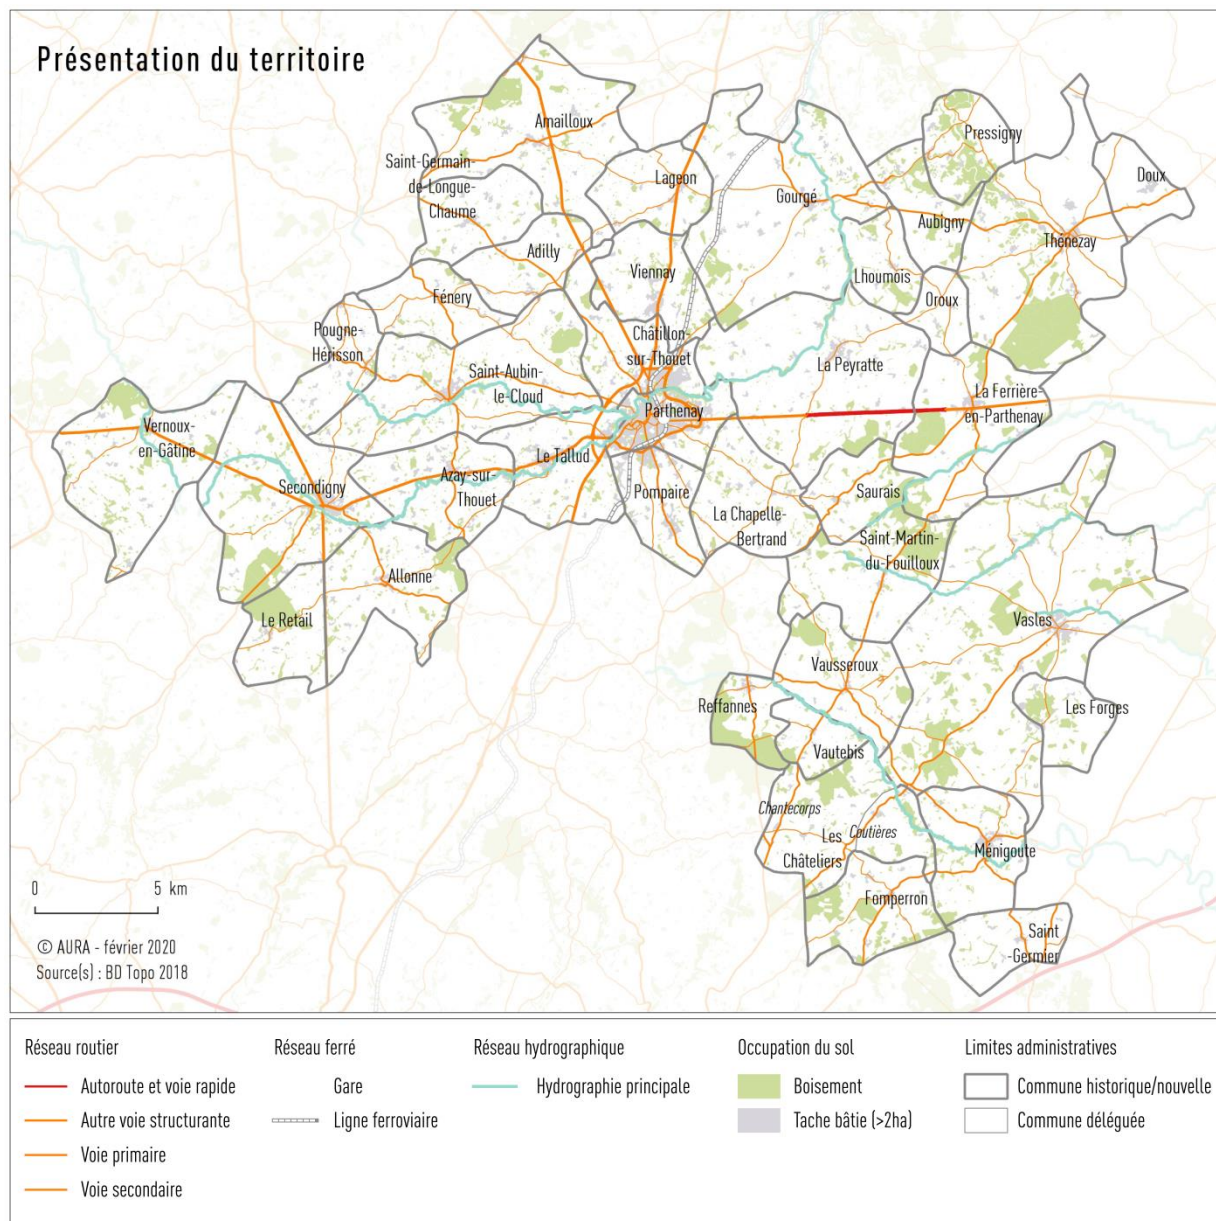 Présentation du territoire
Amailloux
Pressigny
Saint-Germain-
de-Longue-
Chaume
Lageon
Doux
Gourgé
Aubigny
Thénezay
Adilly
Viennay
Lhoumois
Oroux
Fénery
Pougne-
Hérisson
Châtillon-
sur-Thouet
La Peyratte
Saint-Aubin-
le-Cloud
La Ferrière-
en-Parthenay
Parthenay
Vernoux-
en-Gâtine
Le Tallud
Secondigny
Azay-sur-
Thouet
Pompaire
Saurais
La Chapelle-
Bertrand
Saint-Martin-
du-Fouilloux
Allonne
Le Retail
Vasles
Vausseroux
Reffannes
Les Forges
Vautebis
Chantecorps
Les
Châteliers
Coutières
Ménigoute
Fomperron
Saint
-Germier
0 5 km
© AURA - février 2020
Source(s) : BD Topo 2018
Réseau routier
Autoroute et voie rapide
Autre voie structurante
Voie primaire
Voie secondaire
Réseau ferré
Gare
Ligne ferroviaire
Réseau hydrographique
Hydrographie principale
Occupation du sol
Boisement
Tache bâtie (>2ha)
Limites administratives
Commune historique/nouvelle
Commune déléguée